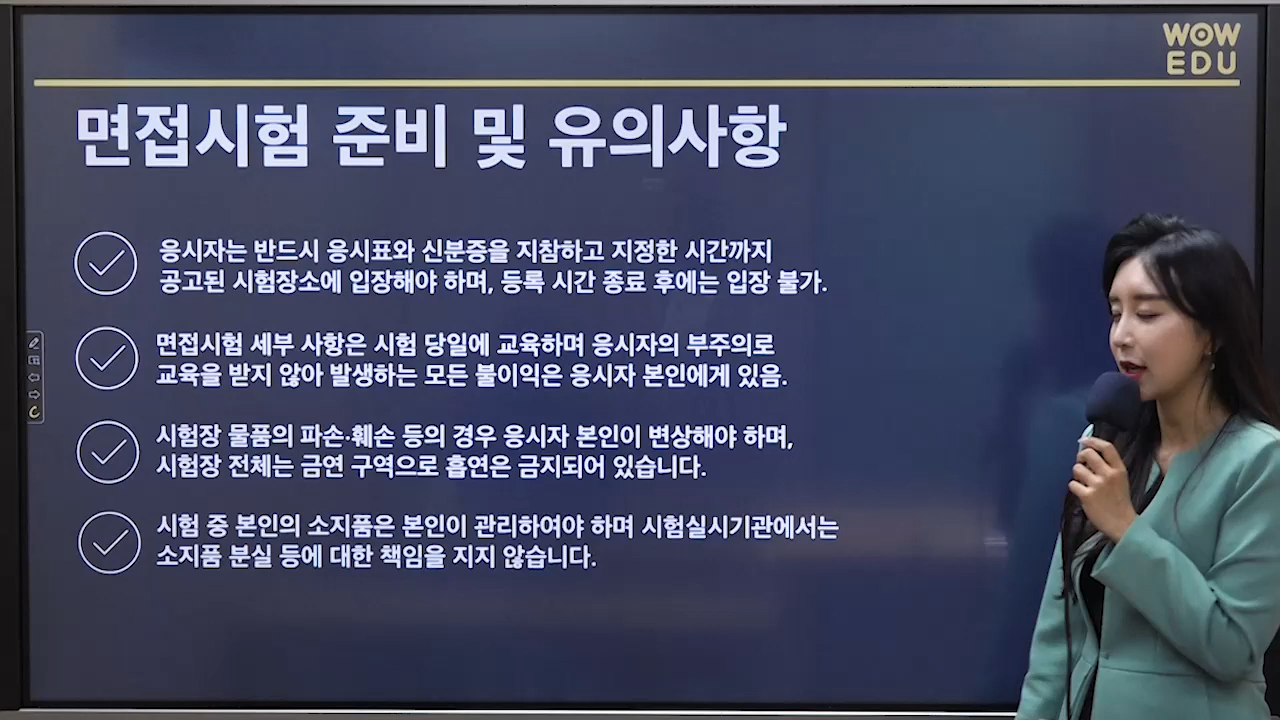 WOW
EDU
면접시험 준비 및 유의사항
응시자는 반드시 응시표와 신분증을 지참하고 지정한 시간까지
공고된 시험장소에 입장해야 하며, 등록 시간 종료 후에는 입장 불가.
면접시험 세부 사항은 시험 당일에 교육하며 응시자의 부주의로
교육을 받지 않아 발생하는 모든 불이익은 응시자 본인에게 있음.
시험장 물품의 파손·훼손 등의 경우 응시자 본인이 변상해야 하며,
시험장 전체는 금연 구역으로 흡연은 금지되어 있습니다.
시험 중 본인의 소지품은 본인이 관리하여야 하며 시험실시기관에서는
소지품 분실 등에 대한 책임을 지지 않습니다.